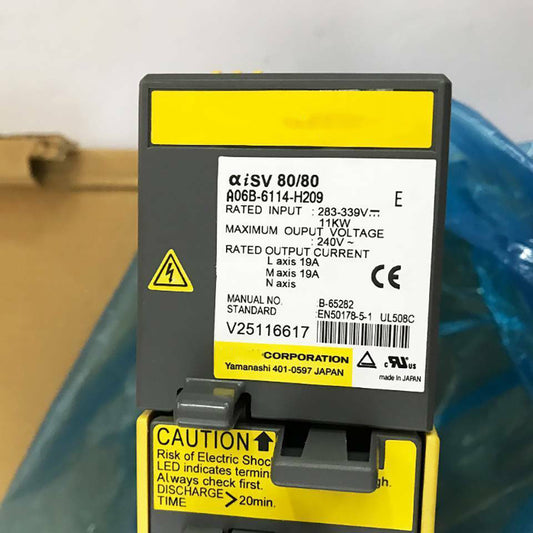 αiSV 80/80
A06B-6114-H209 E
RATED INPUT : 283-339V
11KW
MAXIMUM OUPUT VOLTAGE
: 240V ~
RATED OUTPUT CURRENT
L axis 19A
M axis 19A
N axis
CE
MANUAL NO. B-65282
STANDARD :EN50178-5-1 UL508C
V25116617
CORPORATION
Yamanashi 401-0597 JAPAN
c US
made in JAPAN
CAUTION
Risk of Electric Shoc
LED indicates termin
Always check first.
DISCHARGE
TIME >20min.